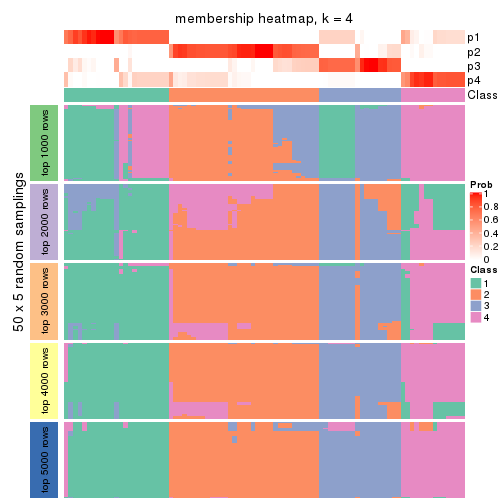 membership heatmap, k = 4
p1
p2
p3
p4
Class
50 x 5 random samplings
top 1000 rows
top 2000 rows
top 3000 rows
top 4000 rows
top 5000 rows
Prob
1
0.8
0.6
0.4
0.2
0
Class
1
2
3
4